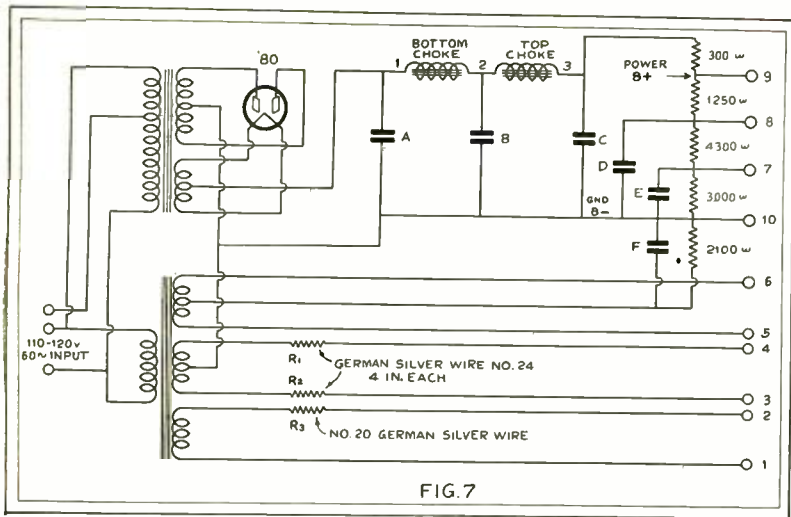 '80
BOTTOM
CHOKE
TOP
CHOKE
1
2
3
300 ω
POWER
B+
9
1250 ω
8
A
B
C
4300 ω
D
7
E
3000 ω
GND
B-
10
F
2100 ω
6
5
110-120v
60~ INPUT
R1
GERMAN SILVER WIRE NO. 24
4 IN. EACH
4
R2
3
2
R3
NO. 20 GERMAN SILVER WIRE
1
FIG. 7